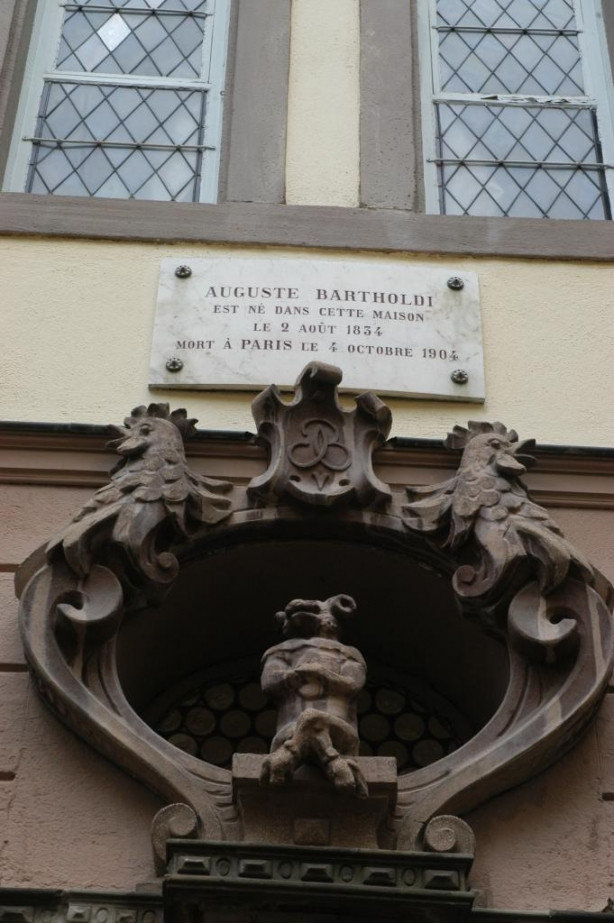 AUGUSTE BARTHOLDI
EST NÉ DANS CETTE MAISON
LE 2 AOÛT 1834
MORT À PARIS LE 4 OCTOBRE 1904